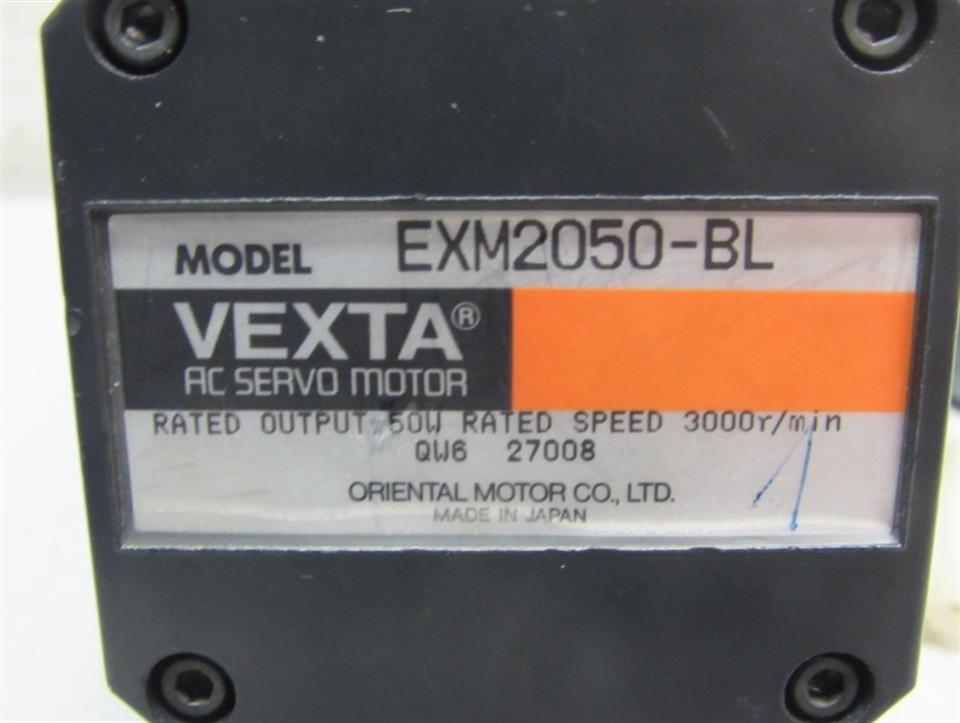 MODEL EXM2050-BL
VEXTA®
AC SERVO MOTOR
RATED OUTPUT 50W RATED SPEED 3000r/min
QW6 27008
ORIENTAL MOTOR CO., LTD.
MADE IN JAPAN
1